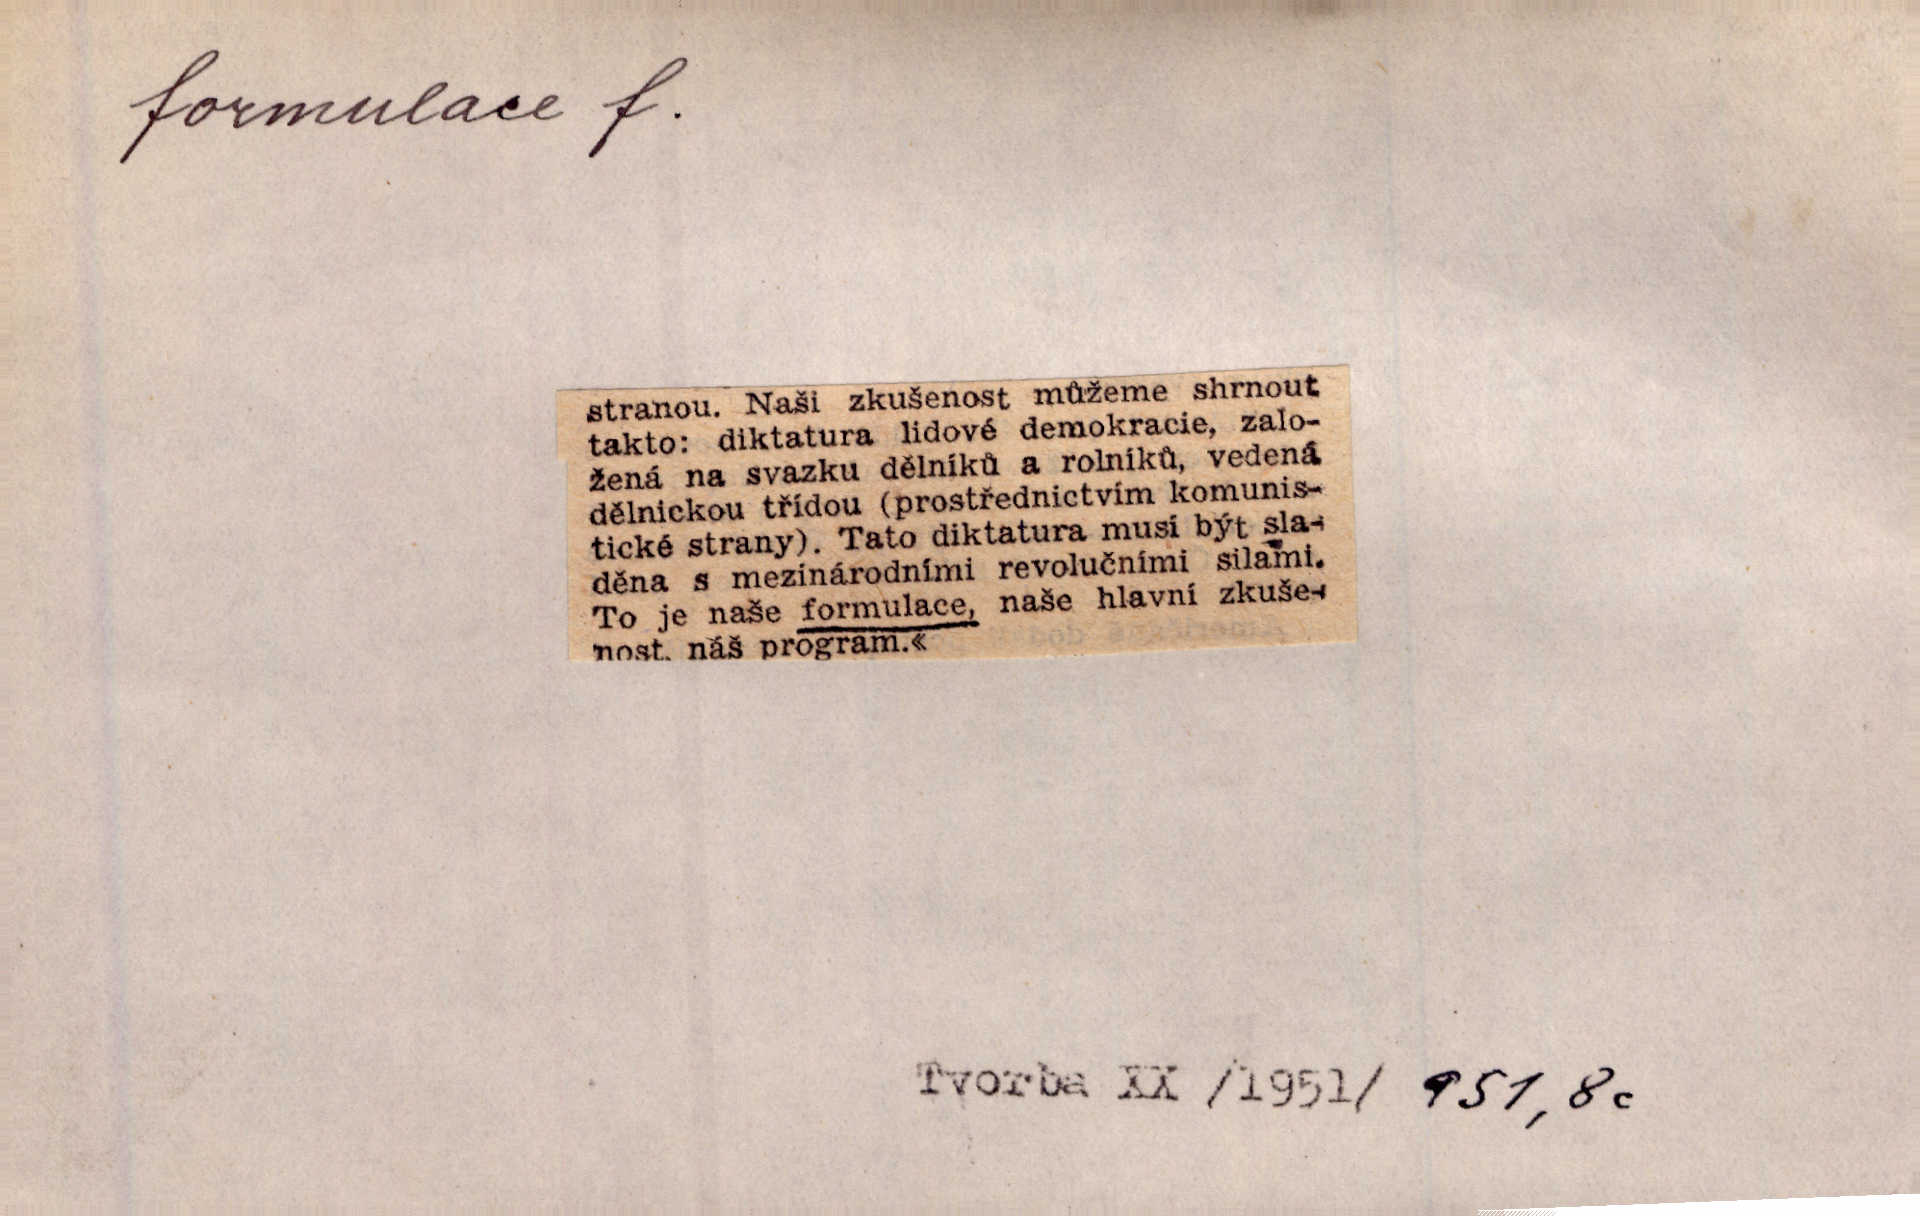 formulace f.
stranou. Naši zkušenost můžeme shrnout
takto: diktatura lidové demokracie, zalo-
žená na svazku dělníků a rolníků, vedená
dělnickou třídou (prostřednictvím komunis-
tické strany). Tato diktatura musí být sla-
děna s mezinárodními revolučními silami.
To je naše formulace, naše hlavní zkuše-
nost, náš program.«
Tvorba XX /1951/ 951, 8c